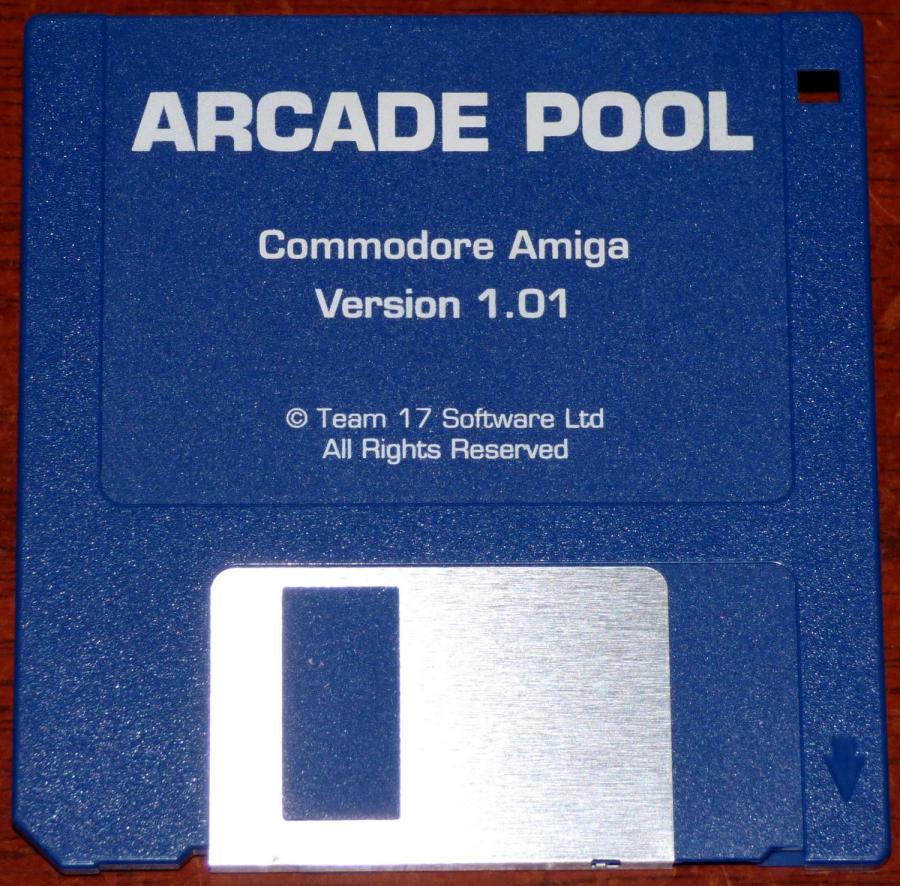 ARCADE POOL
Commodore Amiga
Version 1.01
© Team 17 Software Ltd
All Rights Reserved